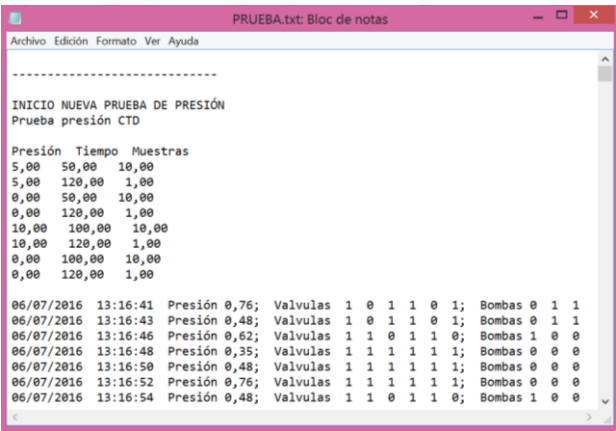 PRUEBA.txt: Bloc de notas
Archivo Edición Formato Ver Ayuda
-----------------------------
INICIO NUEVA PRUEBA DE PRESIÓN
Prueba presión CTD
Presión Tiempo Muestras
5,00 50,00 10,00
5,00 120,00 1,00
0,00 50,00 10,00
0,00 120,00 1,00
10,00 100,00 10,00
10,00 120,00 1,00
0,00 100,00 10,00
0,00 120,00 1,00
06/07/2016 13:16:41 Presión 0,76; Valvulas 1 0 1 1 0 1; Bombas 0 1 1
06/07/2016 13:16:43 Presión 0,48; Valvulas 1 0 1 1 0 1; Bombas 0 1 1
06/07/2016 13:16:46 Presión 0,62; Valvulas 1 1 0 1 1 0; Bombas 1 0 0
06/07/2016 13:16:48 Presión 0,35; Valvulas 1 1 1 1 1 1; Bombas 0 0 0
06/07/2016 13:16:50 Presión 0,48; Valvulas 1 1 1 1 1 1; Bombas 0 0 0
06/07/2016 13:16:52 Presión 0,76; Valvulas 1 1 1 1 1 1; Bombas 0 0 0
06/07/2016 13:16:54 Presión 0,48; Valvulas 1 1 0 1 1 0; Bombas 1 0 0